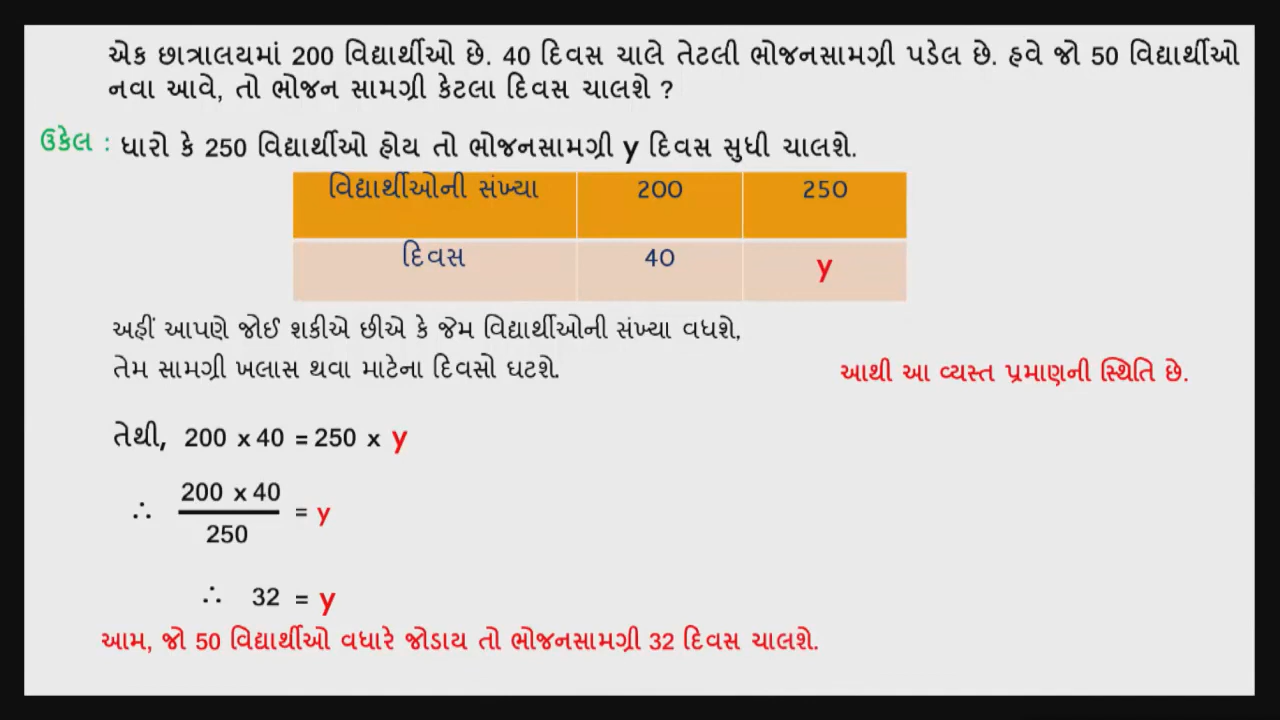 એક છાત્રાલયમાં 200 વિદ્યાર્થીઓ છે. 40 દિવસ ચાલે તેટલી ભોજનસામગ્રી પડેલ છે. હવે જો 50 વિદ્યાર્થીઓ
નવા આવે, તો ભોજન સામગ્રી કેટલા દિવસ ચાલશે ?
ઉકેલ : ધારો કે 250 વિદ્યાર્થીઓ હોય તો ભોજનસામગ્રી y દિવસ સુધી ચાલશે.
વિદ્યાર્થીઓની સંખ્યા 200 250
દિવસ 40 y
અહીં આપણે જોઈ શકીએ છીએ કે જેમ વિદ્યાર્થીઓની સંખ્યા વધશે,
તેમ સામગ્રી ખલાસ થવા માટેના દિવસો ઘટશે.
આથી આ વ્યસ્ત પ્રમાણની સ્થિતિ છે.
તેથી, 200 x 40 = 250 x y
∴ 200 x 40 / 250 = y
∴ 32 = y
આમ, જો 50 વિદ્યાર્થીઓ વધારે જોડાય તો ભોજનસામગ્રી 32 દિવસ ચાલશે.